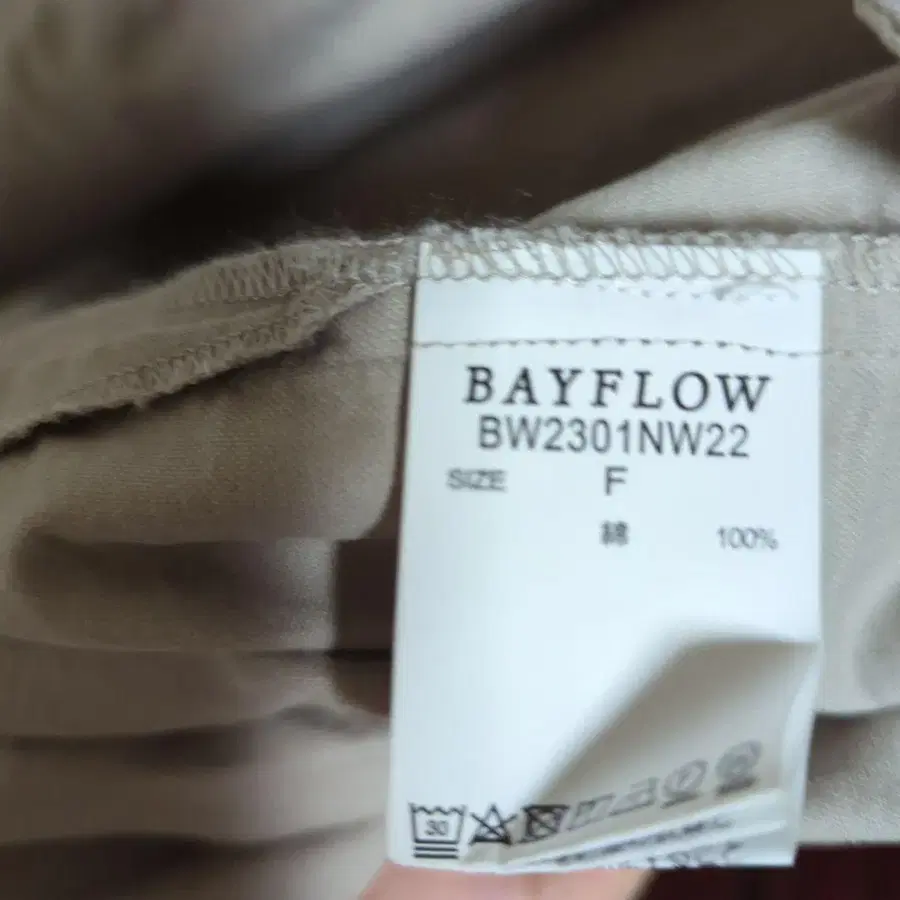 BAYFLOW
BW2301NW22
SIZE F
綿 100%
30